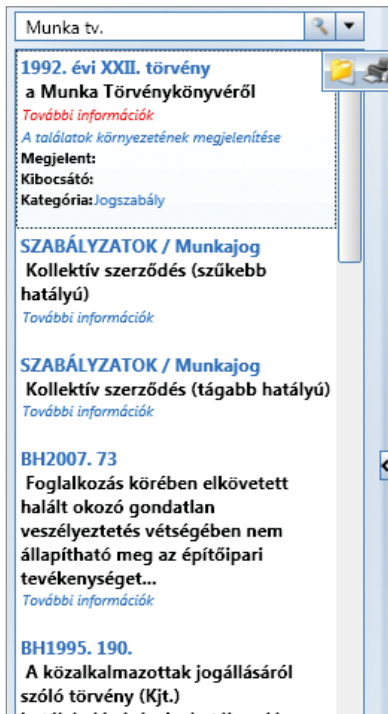 Munka tv.
1992. évi XXII. törvény
a Munka Törvénykönyvéről
További információk
A találatok környezetének megjelenítése
Megjelent:
Kibocsátó:
Kategória:Jogszabály
SZABÁLYZATOK / Munkajog
Kollektív szerződés (szűkebb
hatályú)
További információk
SZABÁLYZATOK / Munkajog
Kollektív szerződés (tágabb hatályú)
További információk
BH2007. 73
Foglalkozás körében elkövetett
halált okozó gondatlan
veszélyeztetés vétségében nem
állapítható meg az építőipari
tevékenységet...
További információk
BH1995. 190.
A közalkalmazottak jogállásáról
szóló törvény (Kjt.)